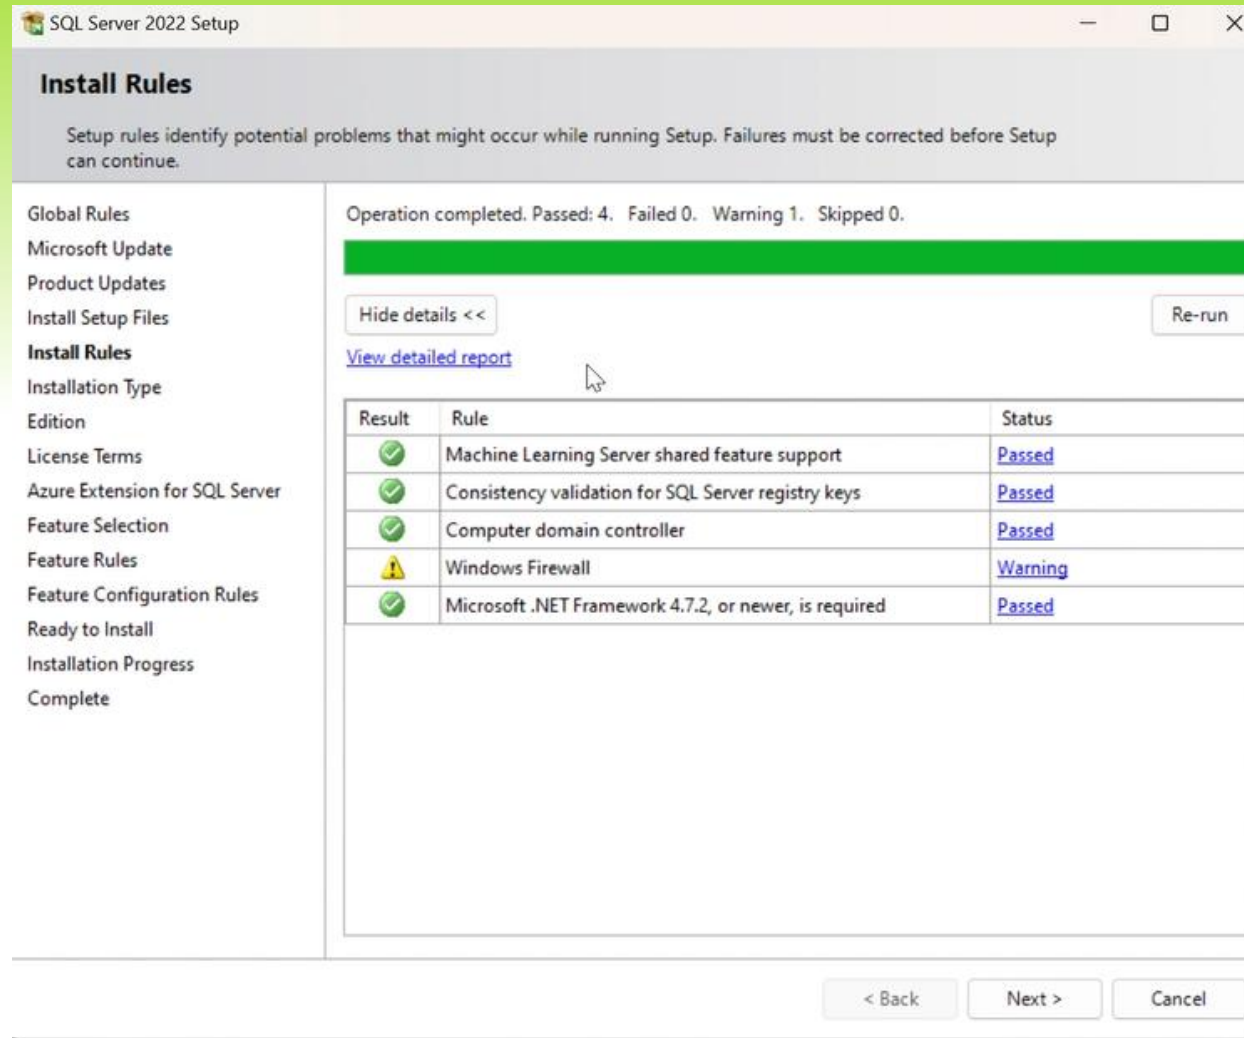 SQL Server 2022 Setup
Install Rules
Setup rules identify potential problems that might occur while running Setup. Failures must be corrected before Setup
can continue.
Global Rules
Microsoft Update
Product Updates
Install Setup Files
Install Rules
Installation Type
Edition
License Terms
Azure Extension for SQL Server
Feature Selection
Feature Rules
Feature Configuration Rules
Ready to Install
Installation Progress
Complete
Operation completed. Passed: 4. Failed 0. Warning 1. Skipped 0.
Hide details << Re-run
View detailed report
Result Rule Status
Machine Learning Server shared feature support Passed
Consistency validation for SQL Server registry keys Passed
Computer domain controller Passed
Windows Firewall Warning
Microsoft .NET Framework 4.7.2, or newer, is required Passed
< Back Next > Cancel